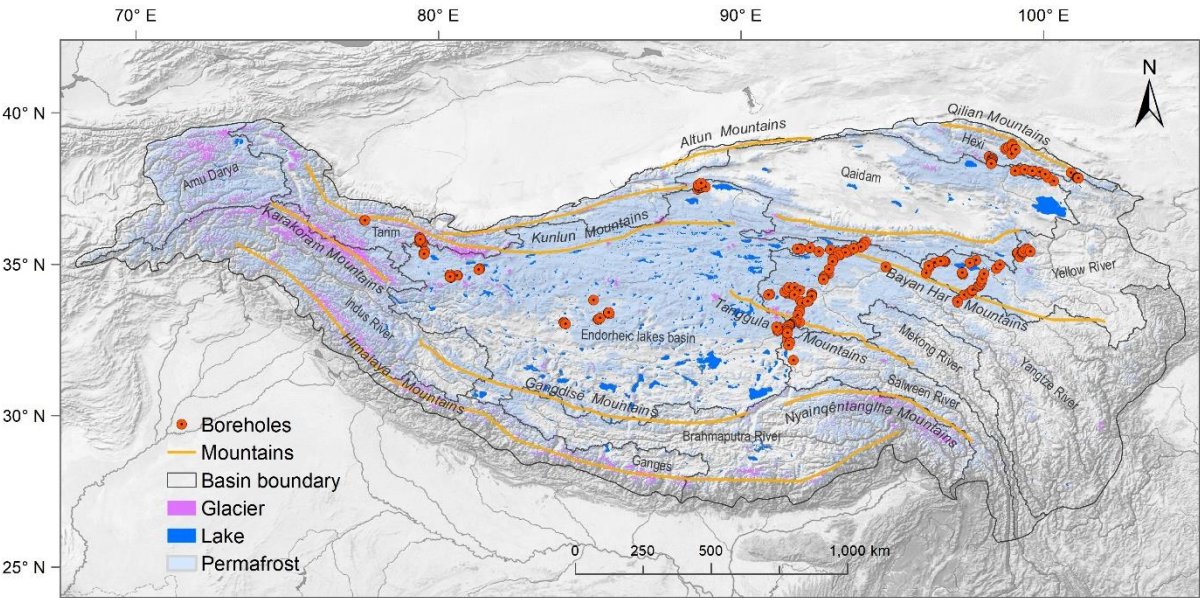 70° E 80° E 90° E 100° E
N
40° N
35° N
30° N
25° N
Qilian Mountains
Hexi
Altun Mountains
Qaidam
Amu Darya
Karakoram Mountains
Tarim
Kunlun Mountains
Yellow River
Bayan Har Mountains
Indus River
Tanggula Mountains
Endorheic lakes basin
Mekong River
Himalaya Mountains
Yangtze River
Salween River
Gangdise Mountains
Nyainqentanglha Mountains
Brahmaputra River
Ganges
Boreholes
Mountains
Basin boundary
Glacier
Lake
Permafrost
0 250 500 1,000 km